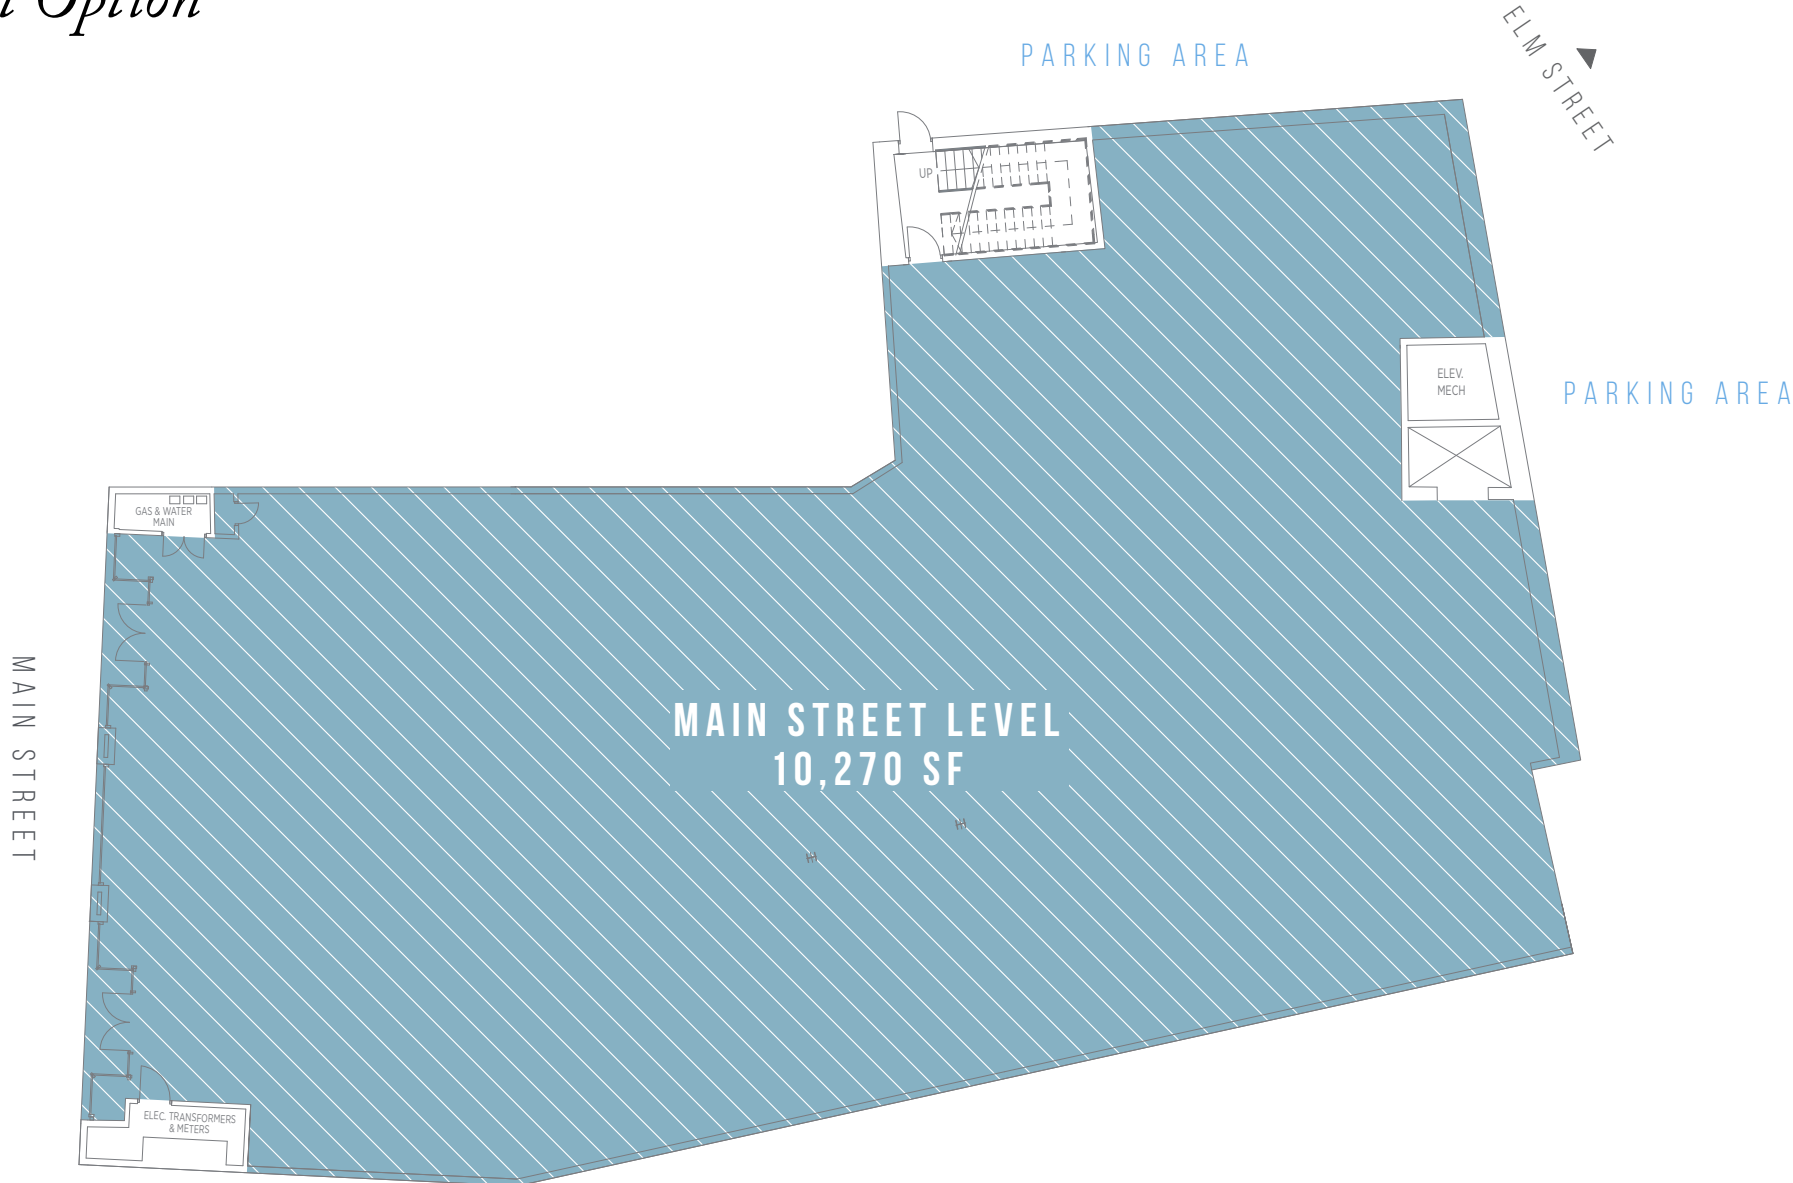 Option
PARKING AREA
ELM STREET
UP
ELEV.
MECH
PARKING AREA
GAS & WATER
MAIN
MAIN STREET
MAIN STREET LEVEL
10,270 SF
ELEC. TRANSFORMERS
& METERS